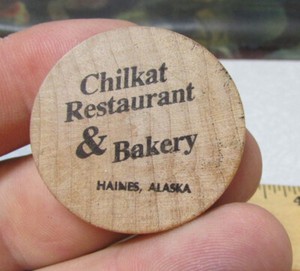 Chilkat
Restaurant
& Bakery
HAINES, ALASKA